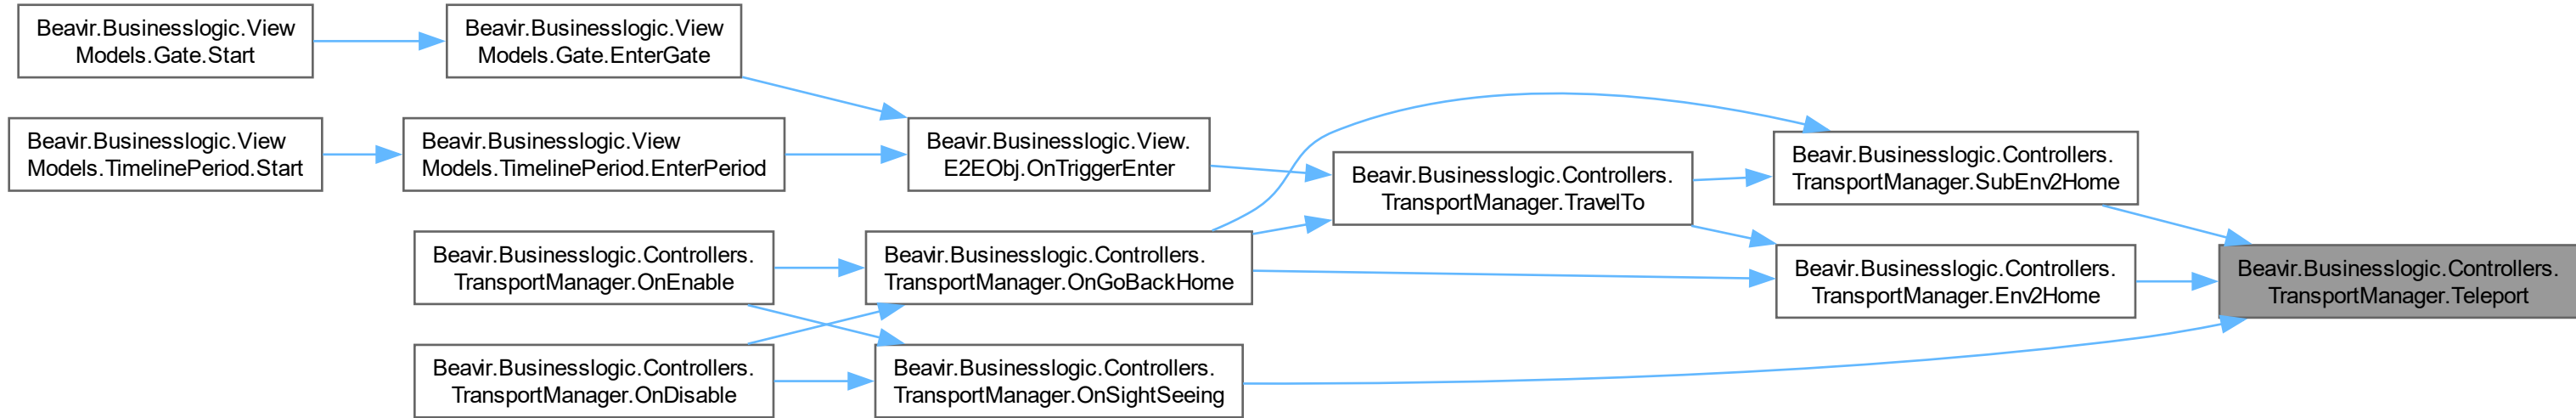 Beavir.Businesslogic.View
Models.Gate.Start
Beavir.Businesslogic.View
Models.Gate.EnterGate
Beavir.Businesslogic.View
Models.TimelinePeriod.Start
Beavir.Businesslogic.View
Models.TimelinePeriod.EnterPeriod
Beavir.Businesslogic.View.
E2EObj.OnTriggerEnter
Beavir.Businesslogic.Controllers.
TransportManager.TravelTo
Beavir.Businesslogic.Controllers.
TransportManager.SubEnv2Home
Beavir.Businesslogic.Controllers.
TransportManager.OnEnable
Beavir.Businesslogic.Controllers.
TransportManager.OnGoBackHome
Beavir.Businesslogic.Controllers.
TransportManager.Env2Home
Beavir.Businesslogic.Controllers.
TransportManager.Teleport
Beavir.Businesslogic.Controllers.
TransportManager.OnDisable
Beavir.Businesslogic.Controllers.
TransportManager.OnSightSeeing